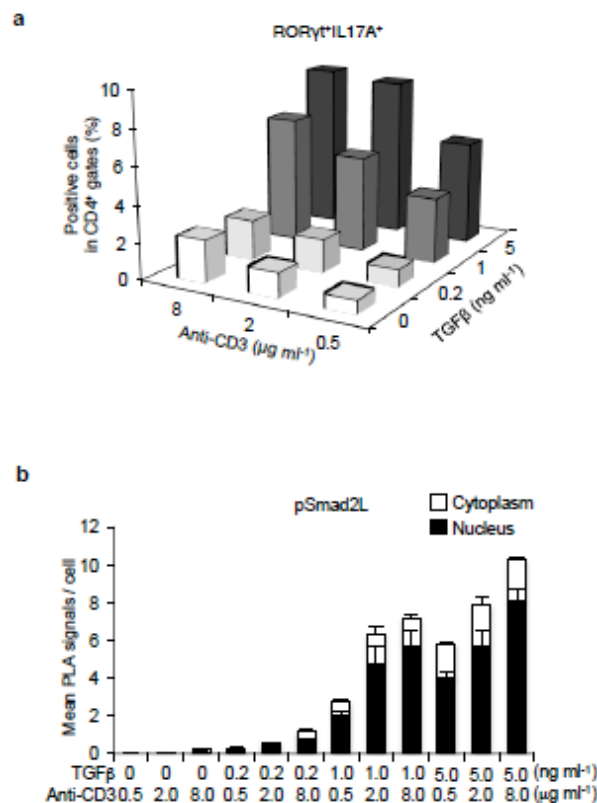 a
RORγt⁺IL17A⁺
Positive cells
in CD4⁺ gates (%)
10
8
6
4
2
0
8
2
0.5
Anti-CD3 (µg ml⁻¹)
0
0.2
1
5
TGFβ (ng ml⁻¹)
b
pSmad2L
Cytoplasm
Nucleus
Mean PLA signals / cell
12
10
8
6
4
2
0
TGFβ 0 0 0 0.2 0.2 0.2 1.0 1.0 1.0 5.0 5.0 5.0 (ng ml⁻¹)
Anti-CD3 0.5 2.0 8.0 0.5 2.0 8.0 0.5 2.0 8.0 0.5 2.0 8.0 (µg ml⁻¹)